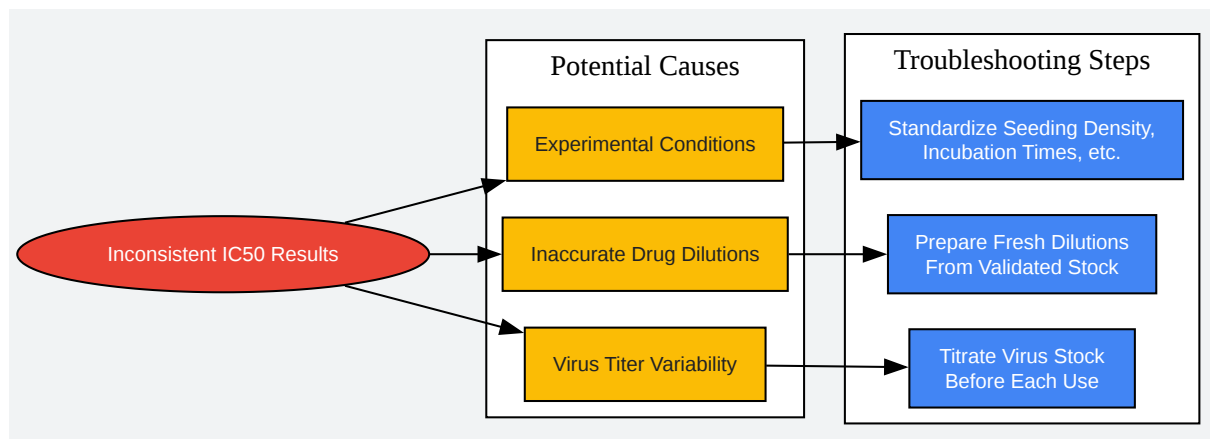 Inconsistent IC50 Results
Potential Causes
Experimental Conditions
Inaccurate Drug Dilutions
Virus Titer Variability
Troubleshooting Steps
Standardize Seeding Density,
Incubation Times, etc.
Prepare Fresh Dilutions
From Validated Stock
Titrate Virus Stock
Before Each Use